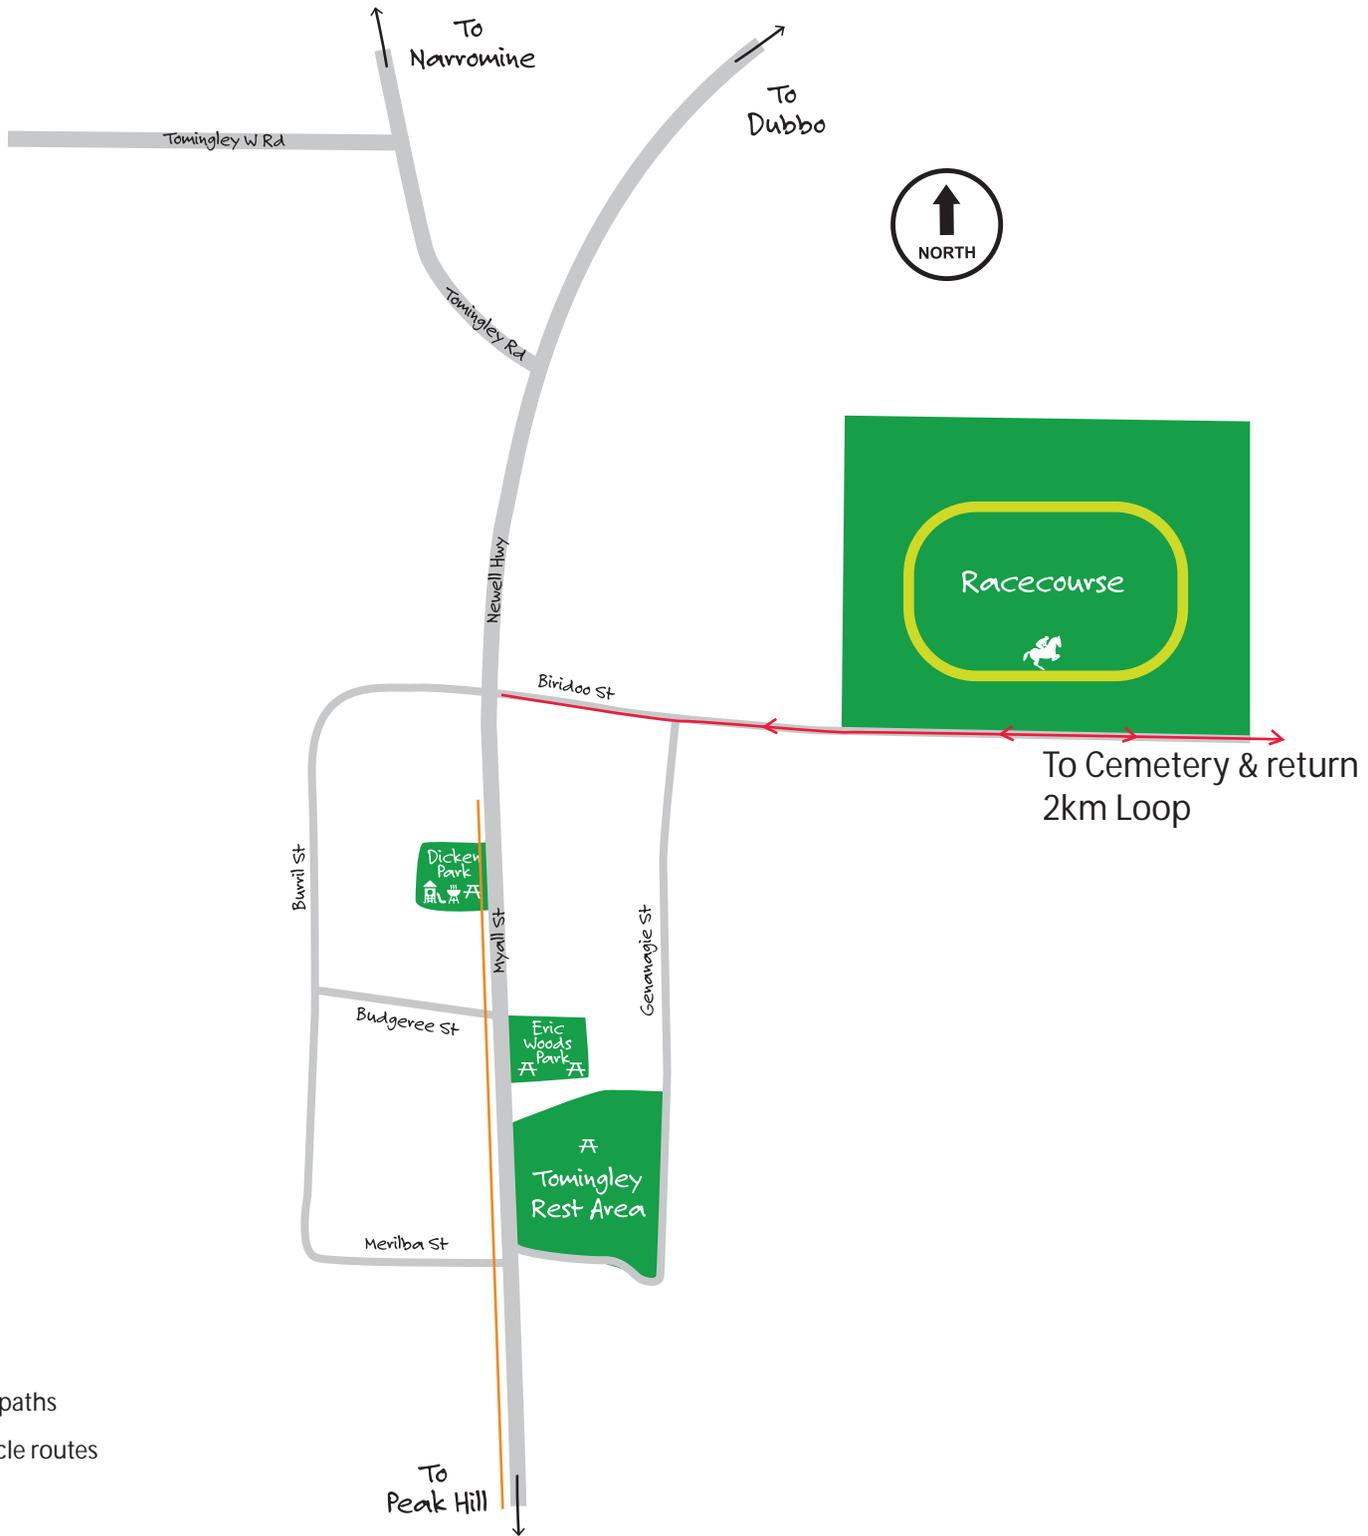 To
Narromine
To
Dubbo
Tomingley W Rd
NORTH
Tomingley Rd
Newell Hwy
Racecourse
Biridoo St
To Cemetery & return
2km Loop
Dicken
Park
Burril St
Myall St
Genanagie St
Budgeree St
Eric
Woods
Park
Tomingley
Rest Area
Merilba St
paths
cle routes
To
Peak Hill